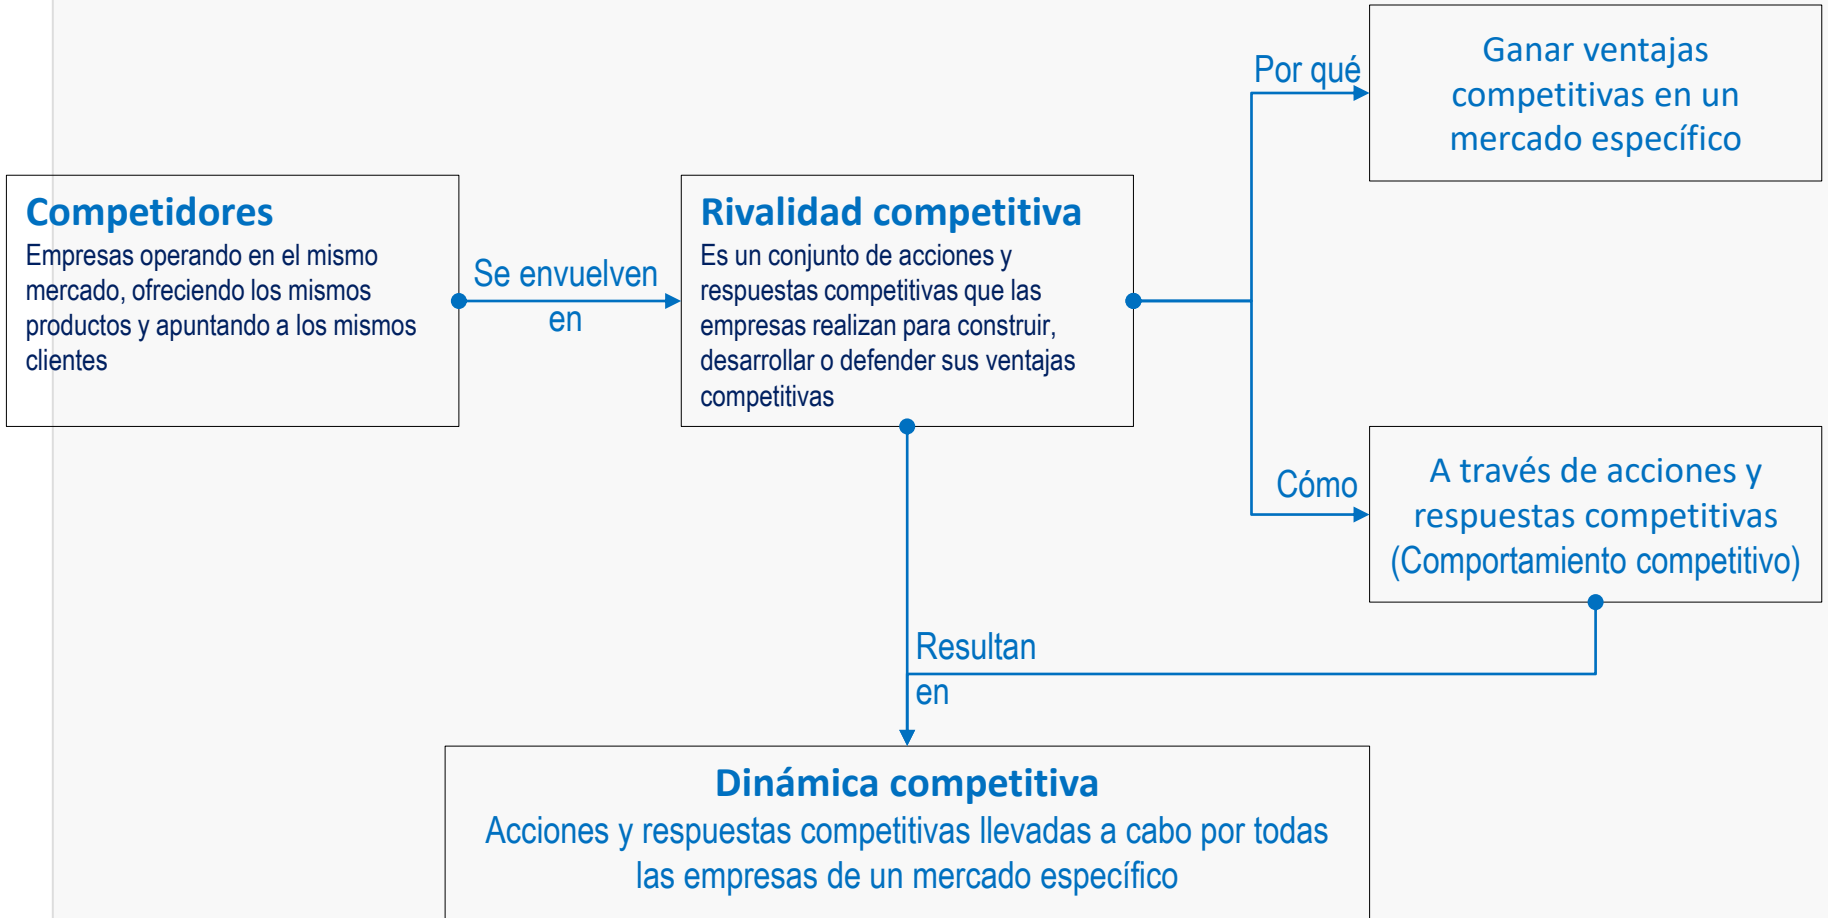 Competidores
Empresas operando en el mismo
mercado, ofreciendo los mismos
productos y apuntando a los mismos
clientes
Se envuelven
en
Rivalidad competitiva
Es un conjunto de acciones y
respuestas competitivas que las
empresas realizan para construir,
desarrollar o defender sus ventajas
competitivas
Por qué
Ganar ventajas
competitivas en un
mercado específico
Cómo
A través de acciones y
respuestas competitivas
(Comportamiento competitivo)
Resultan
en
Dinámica competitiva
Acciones y respuestas competitivas llevadas a cabo por todas
las empresas de un mercado específico